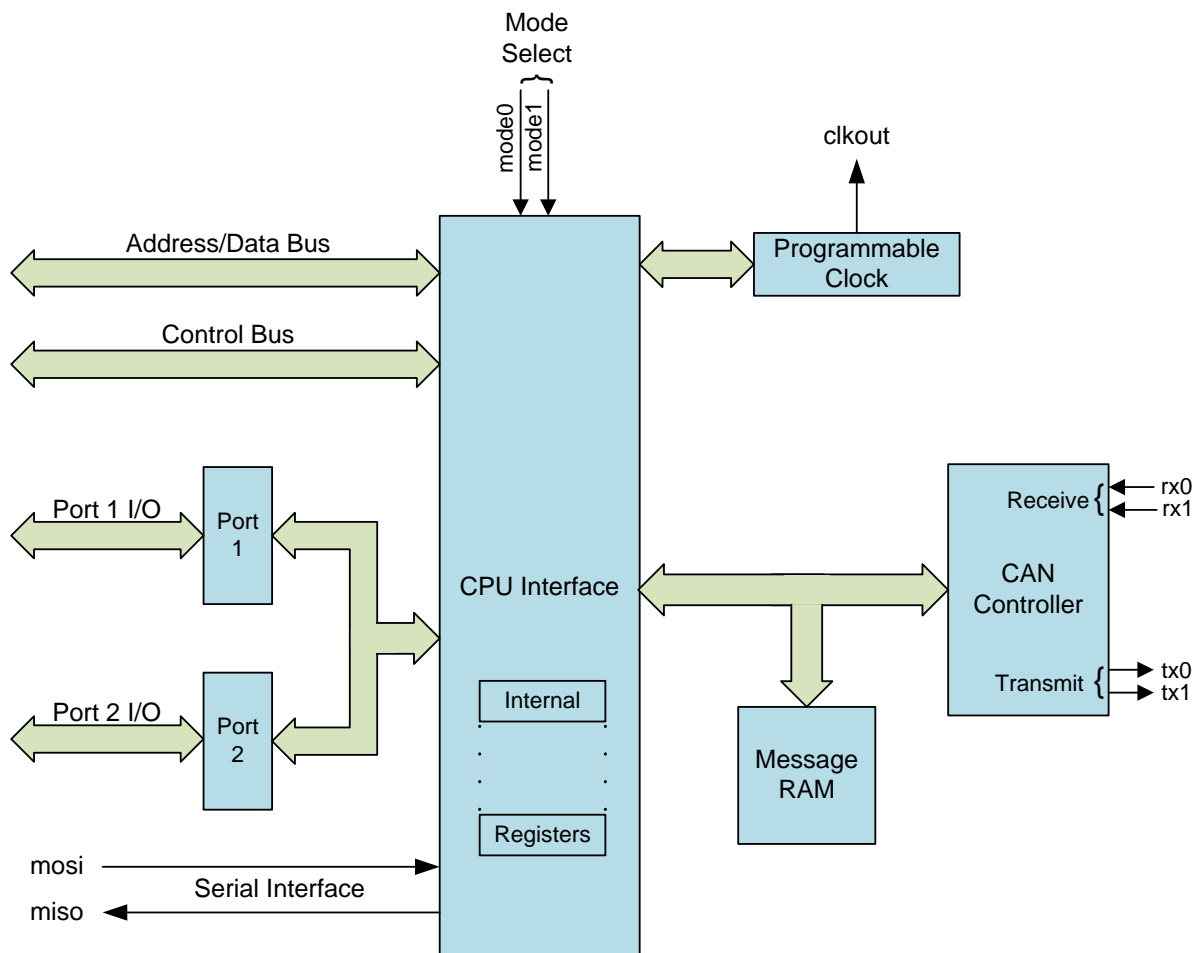 Mode
Select
mode0
mode1
clkout
Address/Data Bus
Programmable
Clock
Control Bus
Port 1 I/O
Port
1
CPU Interface
Receive {
rx0
rx1
CAN
Controller
Transmit {
tx0
tx1
Port 2 I/O
Port
2
Internal
Registers
Message
RAM
mosi
Serial Interface
miso